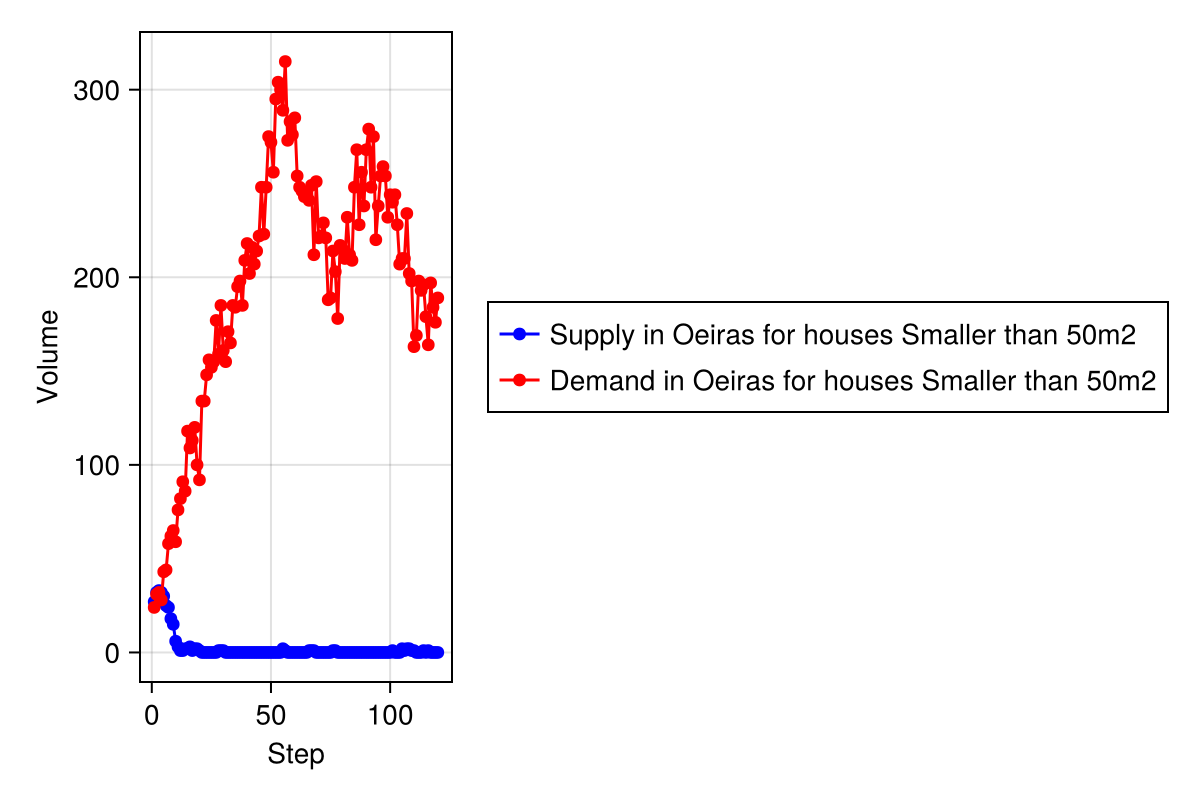 300
200
100
0
Volume
0 50 100
Step
Supply in Oeiras for houses Smaller than 50m2
Demand in Oeiras for houses Smaller than 50m2